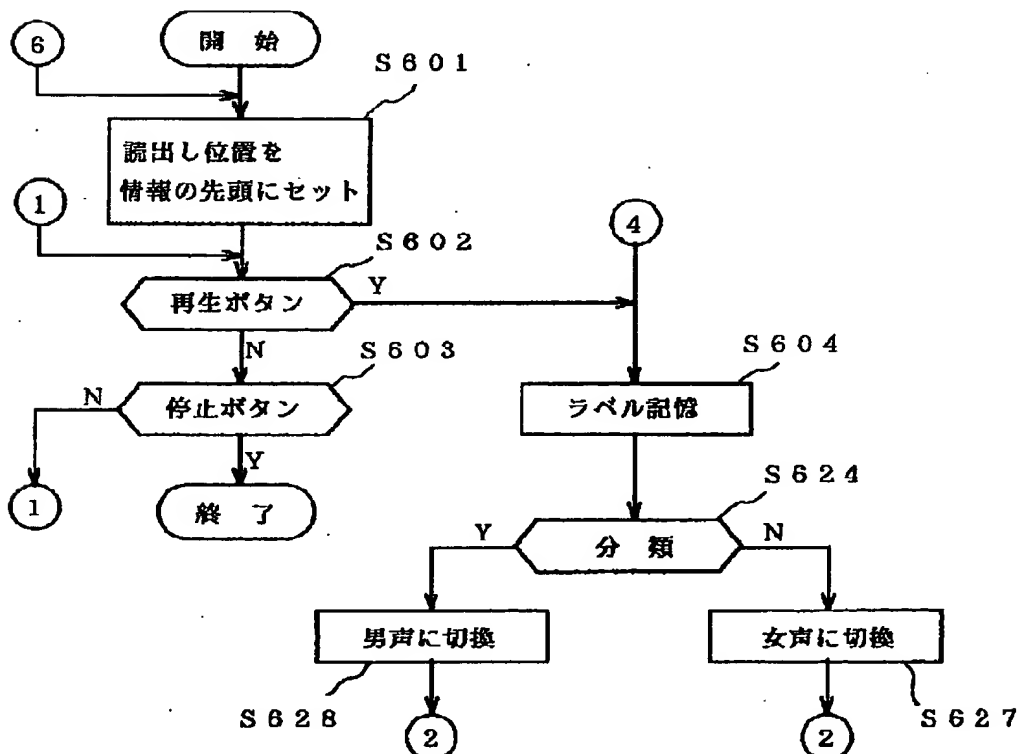 6
開 始
S601
読出し位置を
情報の先頭にセット
1
4
S602
再生ボタン
Y
N
S603
S604
N
停止ボタン
ラベル記憶
Y
1
終 了
S624
Y
分 類
N
男声に切換
女声に切換
S628
2
2
S627